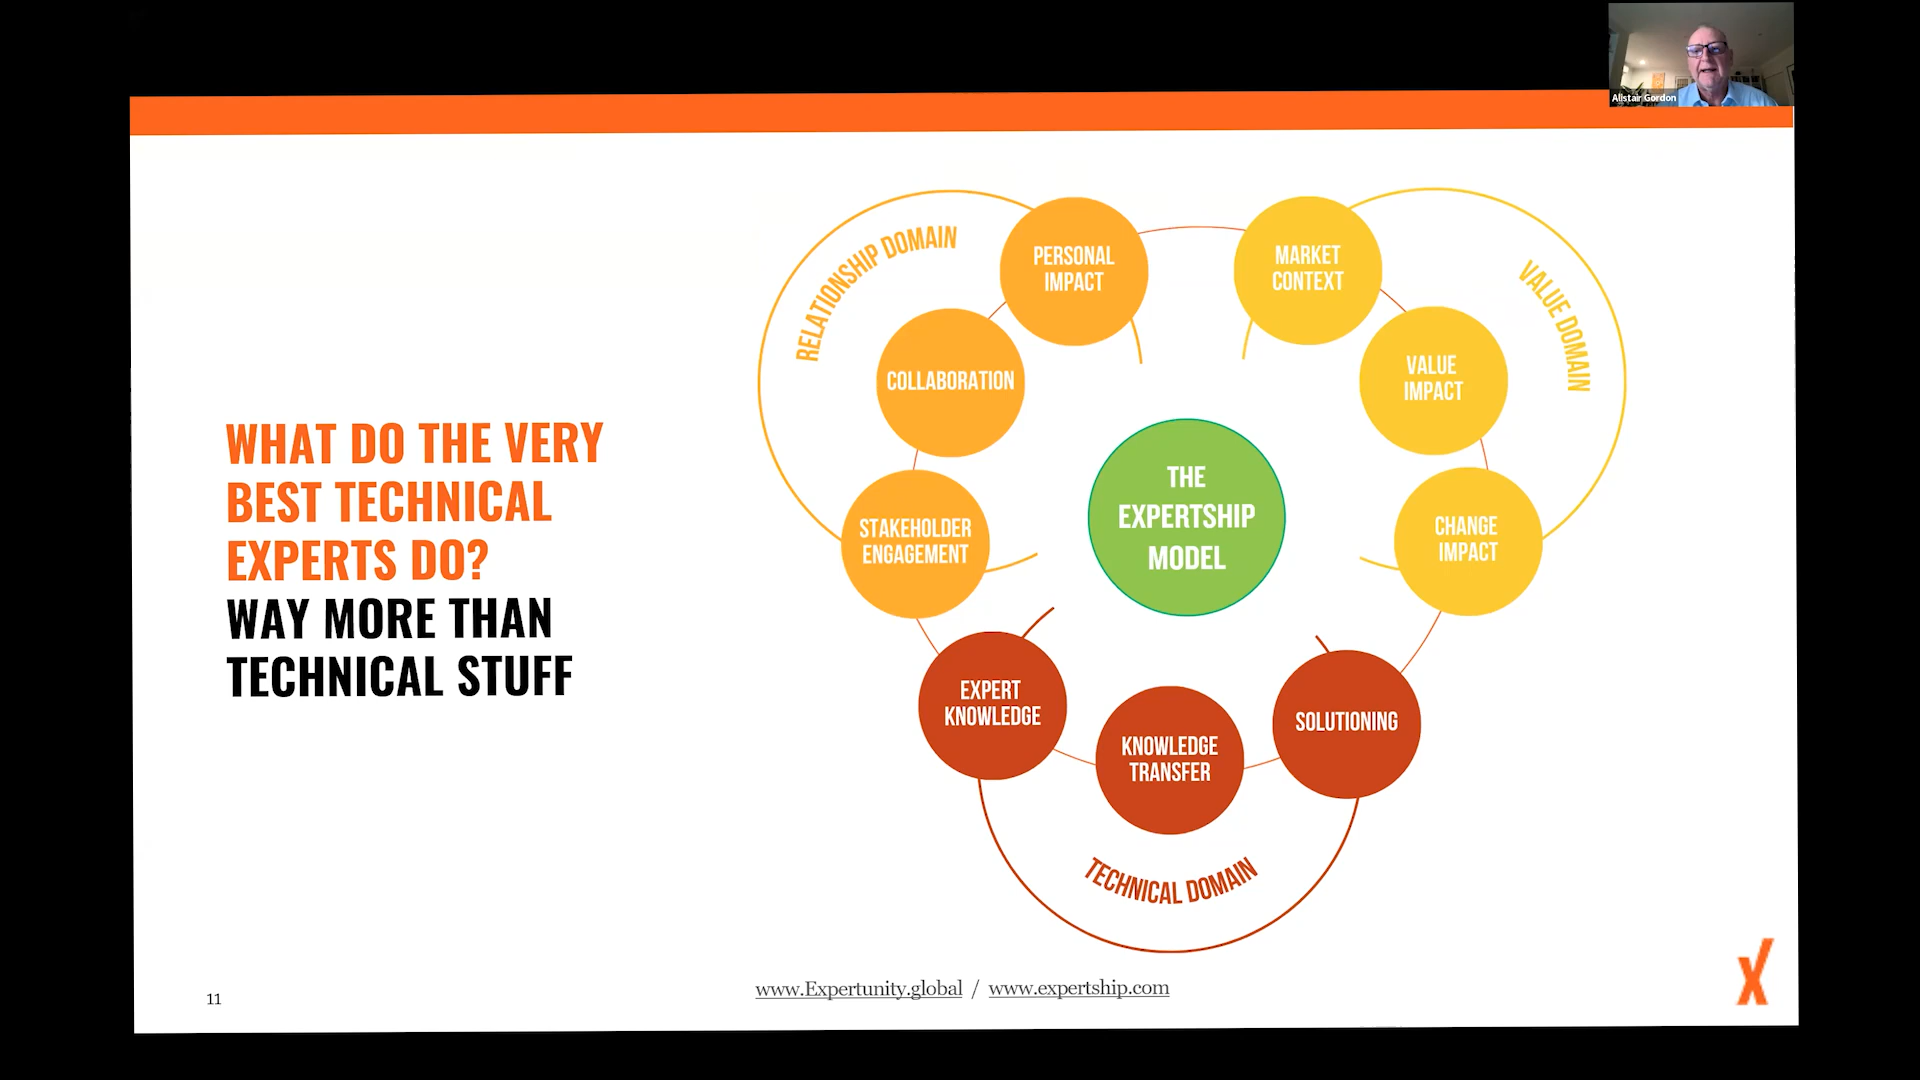 Alistair Gordon
WHAT DO THE VERY
BEST TECHNICAL
EXPERTS DO?
WAY MORE THAN
TECHNICAL STUFF
RELATIONSHIP DOMAIN
PERSONAL
IMPACT
COLLABORATION
STAKEHOLDER
ENGAGEMENT
MARKET
CONTEXT
VALUE
IMPACT
CHANGE
IMPACT
VALUE DOMAIN
THE
EXPERTSHIP
MODEL
EXPERT
KNOWLEDGE
KNOWLEDGE
TRANSFER
SOLUTIONING
TECHNICAL DOMAIN
11
www.Expertunity.global / www.expertship.com